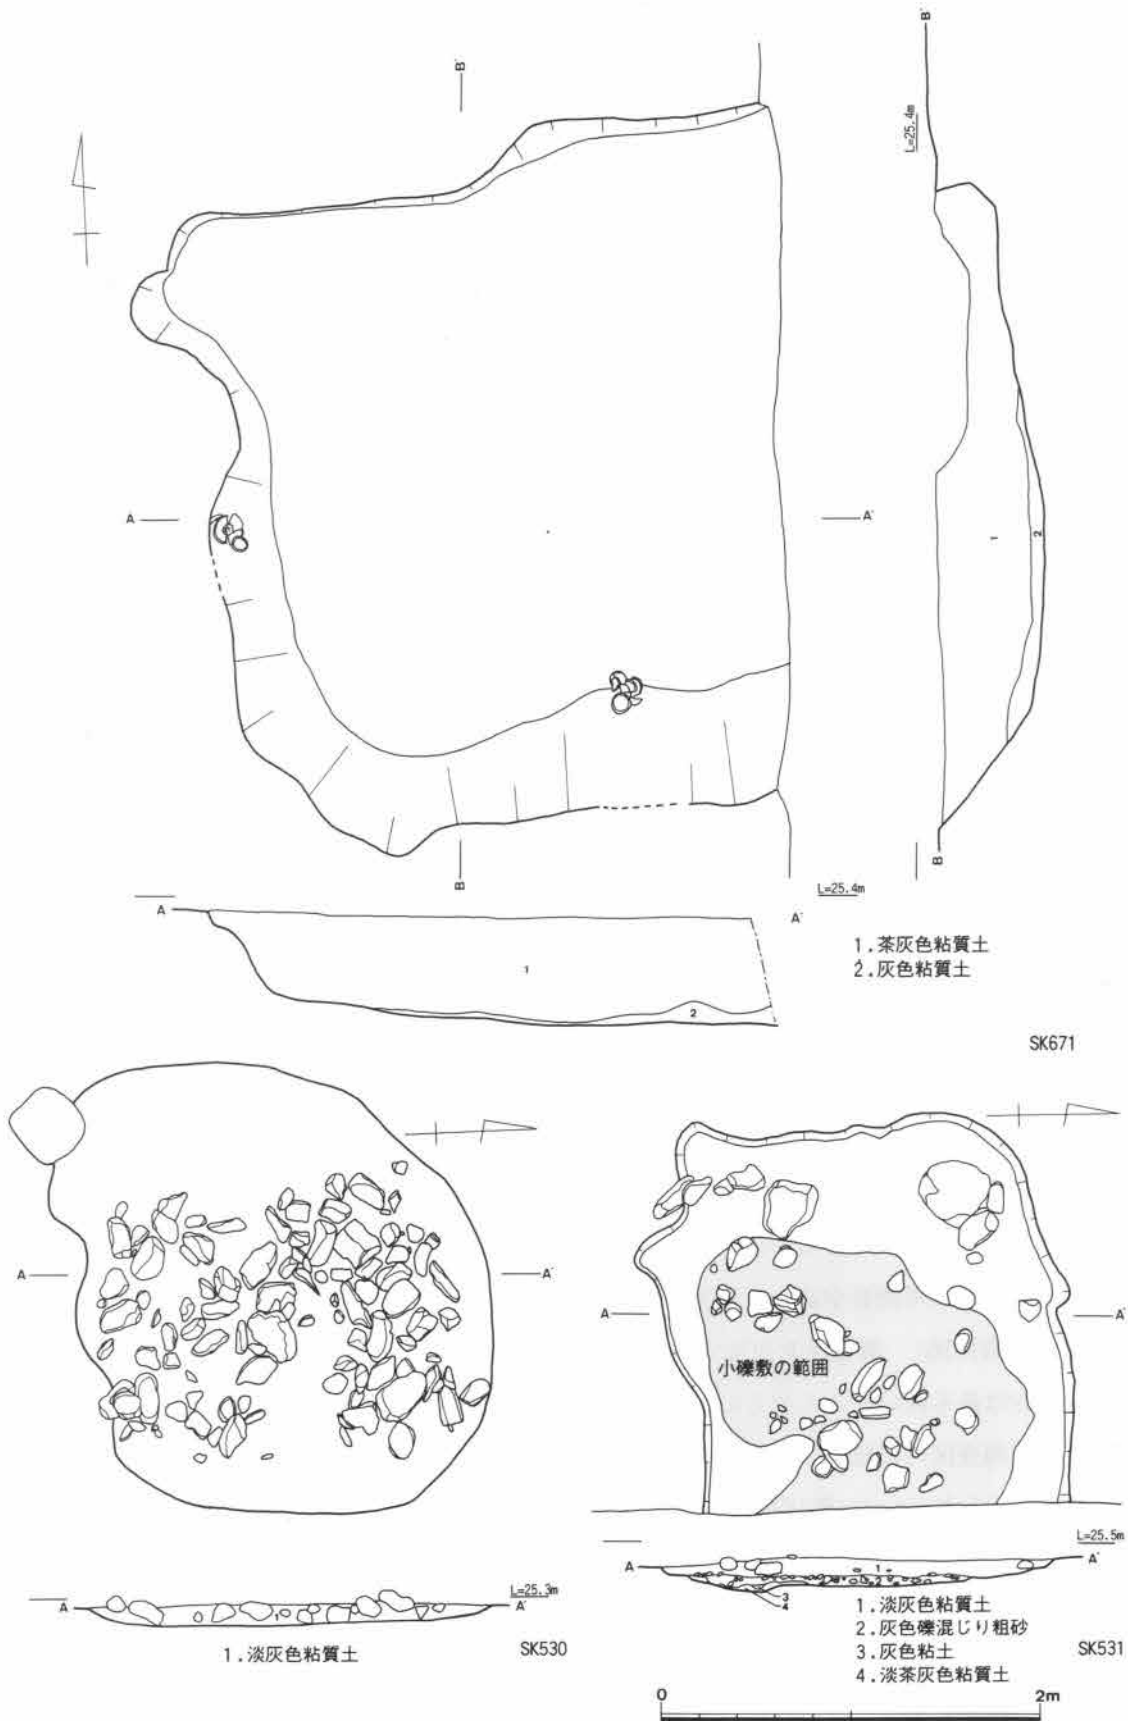 B'
B'
L=25.4m
A
A'
1
2
B
B
L=25.4m
A
A'
1
2
1.茶灰色粘質土
2.灰色粘質土
SK671
A
A'
A
A'
小礫敷の範囲
L=25.3m
A
A'
1
1.淡灰色粘質土
SK530
L=25.5m
A
A'
1
2
3
4
1.淡灰色粘質土
2.灰色礫混じり粗砂
3.灰色粘土
4.淡茶灰色粘質土
SK531
0
2m